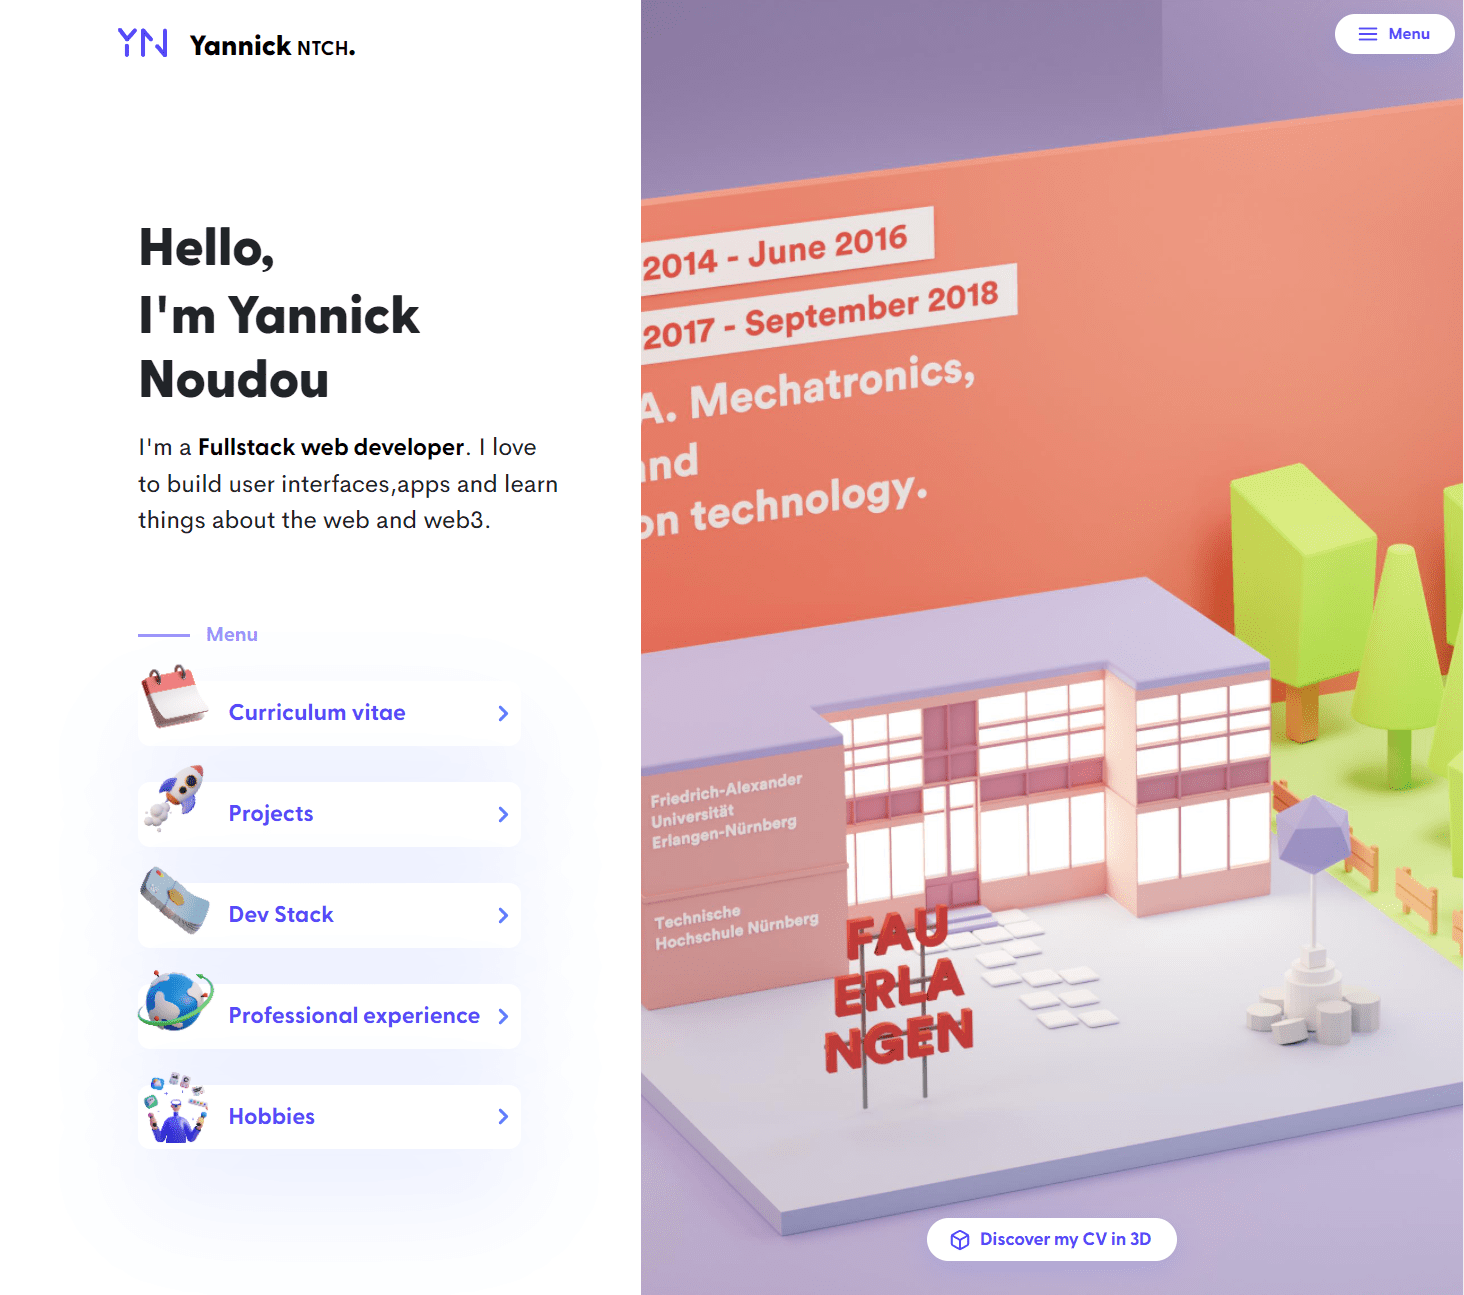 YN Yannick NTCH.
Menu
Hello,
I'm Yannick
Noudou
I'm a Fullstack web developer. I love
to build user interfaces,apps and learn
things about the web and web3.
Menu
Curriculum vitae
Projects
Dev Stack
Professional experience
Hobbies
2014 - June 2016
2017 - September 2018
A. Mechatronics,
nd
on technology.
Friedrich-Alexander
Universität
Erlangen-Nürnberg
Technische
Hochschule Nürnberg
FAU
ERLA
NGEN
Discover my CV in 3D